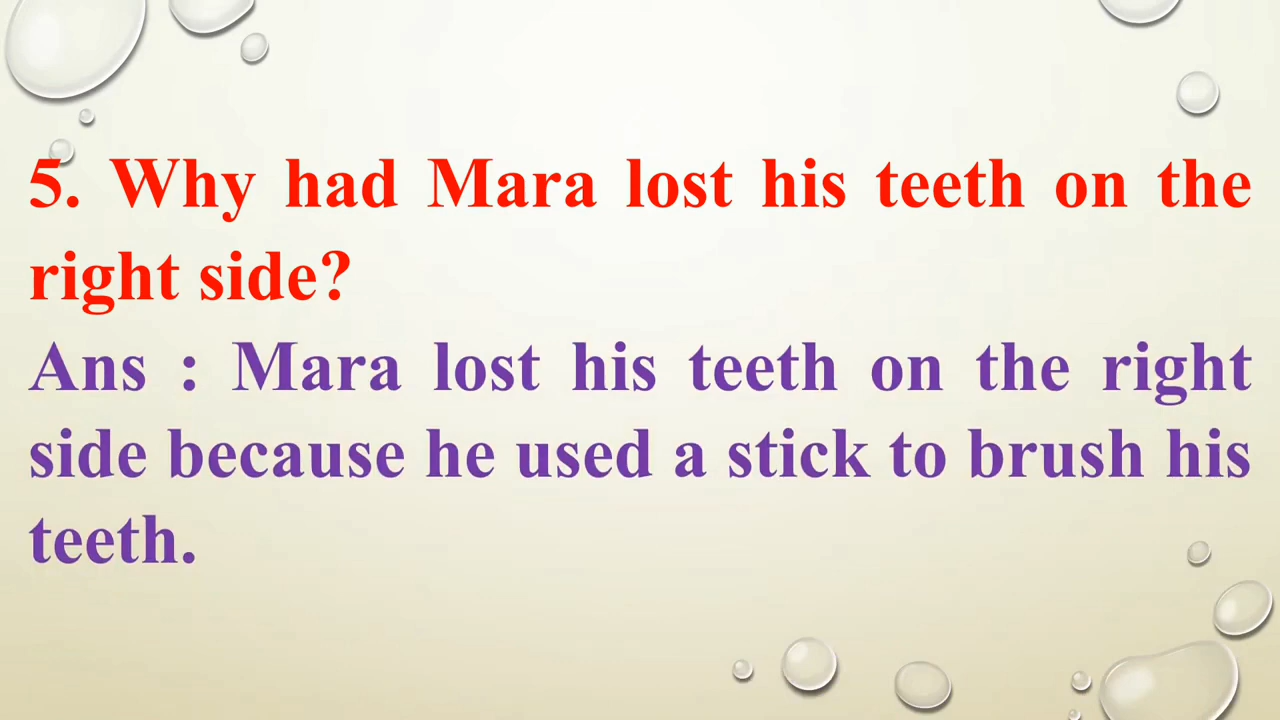 5. Why had Mara lost his teeth on the
right side?
Ans : Mara lost his teeth on the right
side because he used a stick to brush his
teeth.